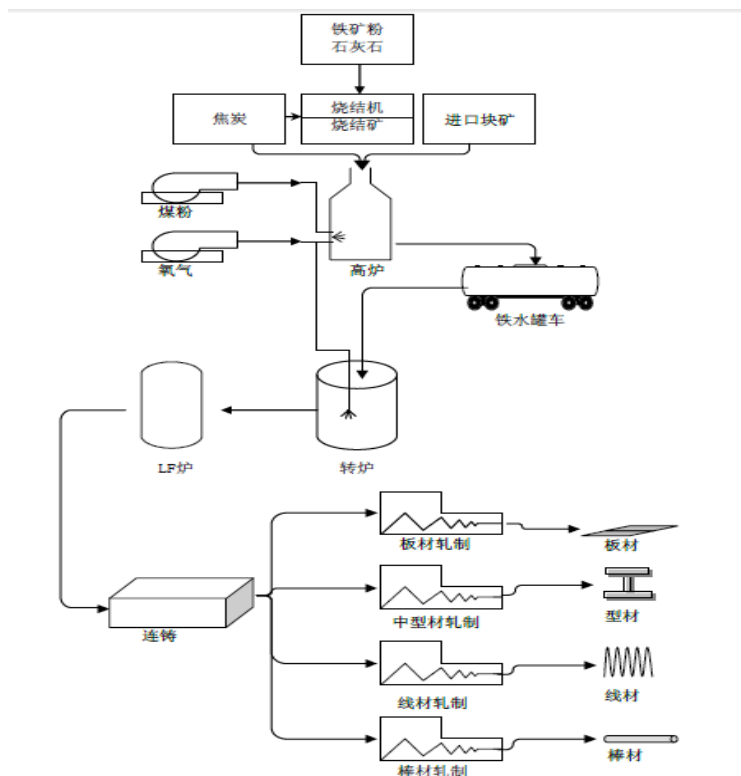 铁矿粉
石灰石
焦炭
烧结机
烧结矿
进口块矿
煤粉
氧气
高炉
铁水罐车
LF炉
转炉
板材轧制
板材
连铸
中型材轧制
型材
线材轧制
线材
棒材轧制
棒材